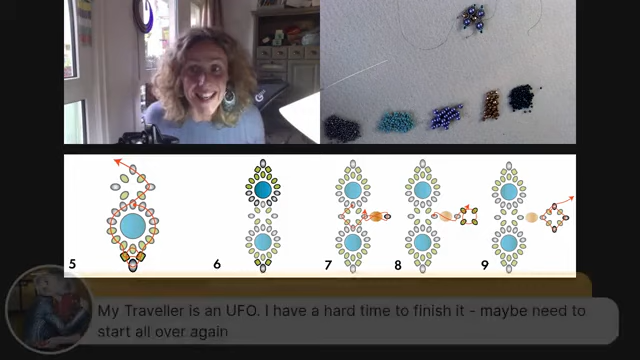 5
6
7
8
9
My Traveller is an UFO. I have a hard time to finish it - maybe need to
start all over again